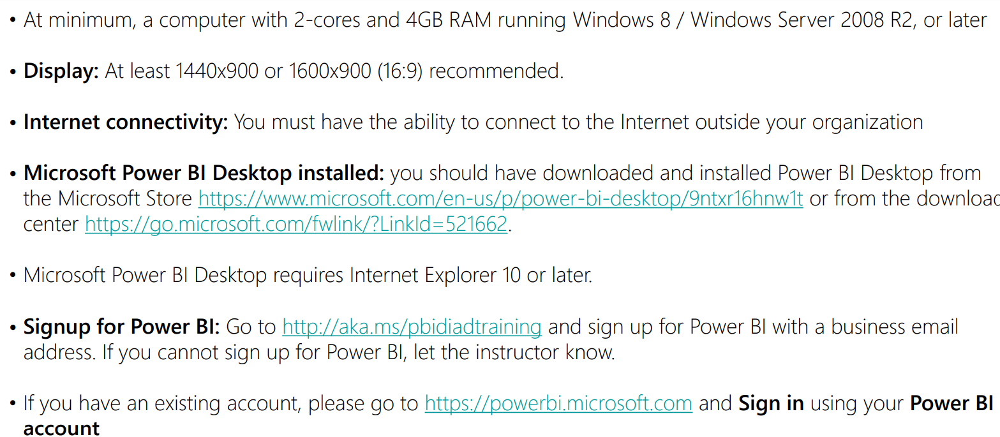 • At minimum, a computer with 2-cores and 4GB RAM running Windows 8 / Windows Server 2008 R2, or later
• Display: At least 1440x900 or 1600x900 (16:9) recommended.
• Internet connectivity: You must have the ability to connect to the Internet outside your organization
• Microsoft Power BI Desktop installed: you should have downloaded and installed Power BI Desktop from
the Microsoft Store https://www.microsoft.com/en-us/p/power-bi-desktop/9ntxr16hnw1t or from the downloac
center https://go.microsoft.com/fwlink/?LinkId=521662.
• Microsoft Power BI Desktop requires Internet Explorer 10 or later.
• Signup for Power BI: Go to http://aka.ms/pbidiadtraining and sign up for Power BI with a business email
address. If you cannot sign up for Power BI, let the instructor know.
• If you have an existing account, please go to https://powerbi.microsoft.com and Sign in using your Power BI
account